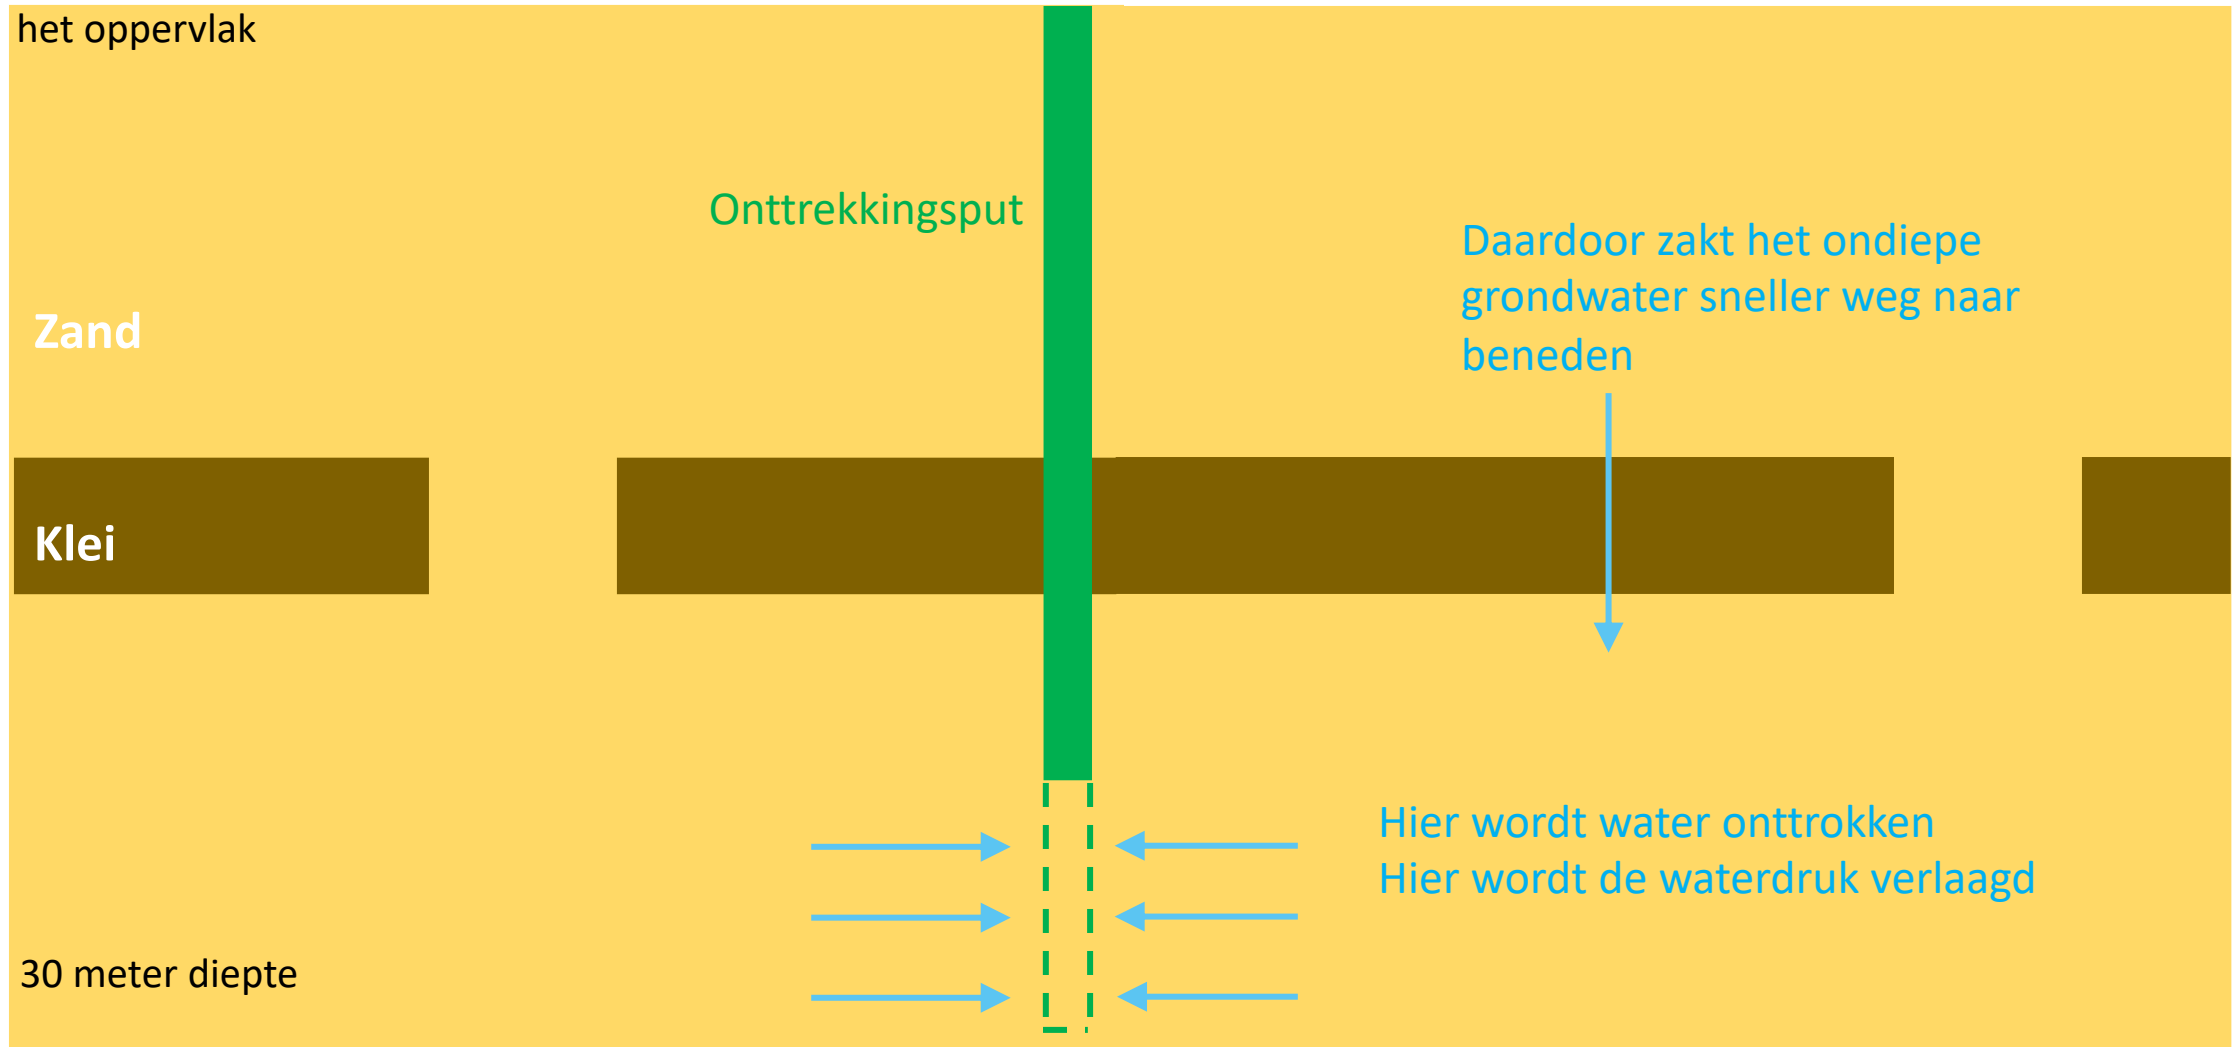 het oppervlak
Onttrekkingsput
Daardoor zakt het ondiepe
grondwater sneller weg naar
beneden
Zand
Klei
Hier wordt water onttrokken
Hier wordt de waterdruk verlaagd
30 meter diepte